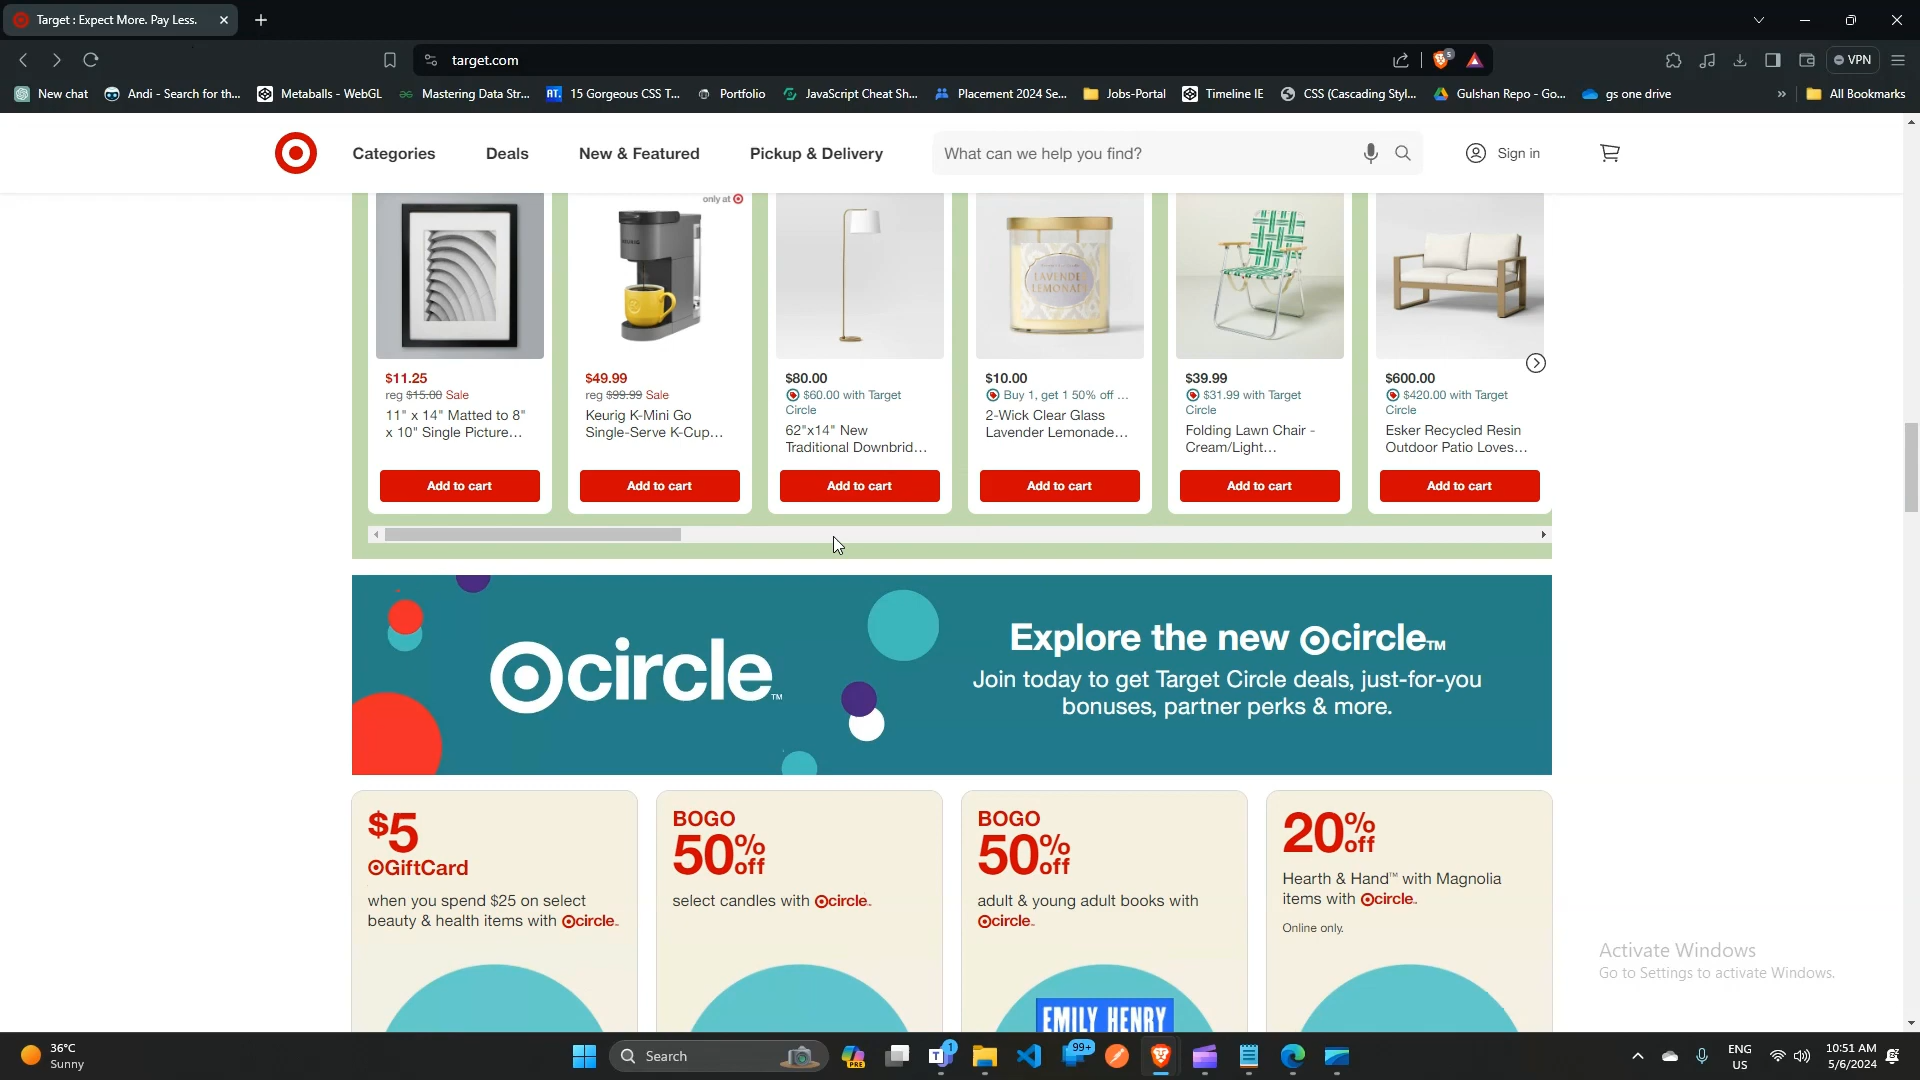 Target : Expect More. Pay Less.
target.com
5
VPN
New chat
Andi - Search for th...
Metaballs - WebGL
Mastering Data Str...
15 Gorgeous CSS T...
Portfolio
JavaScript Cheat Sh...
Placement 2024 Se...
Jobs-Portal
Timeline IE
CSS (Cascading Styl...
Gulshan Repo - Go...
gs one drive
»
All Bookmarks
Categories
Deals
New & Featured
Pickup & Delivery
What can we help you find?
Sign in
only at
KEURIG
LAVENDER
LEMONADE
$11.25
reg $15.00 Sale
11" x 14" Matted to 8"
x 10" Single Picture...
Add to cart
$49.99
reg $99.99 Sale
Keurig K-Mini Go
Single-Serve K-Cup...
Add to cart
$80.00
$60.00 with Target
Circle
62"x14" New
Traditional Downbrid...
Add to cart
$10.00
Buy 1, get 1 50% off ...
2-Wick Clear Glass
Lavender Lemonade...
Add to cart
$39.99
$31.99 with Target
Circle
Folding Lawn Chair -
Cream/Light...
Add to cart
$600.00
$420.00 with Target
Circle
Esker Recycled Resin
Outdoor Patio Loves...
Add to cart
circle™
Explore the new circle™
Join today to get Target Circle deals, just-for-you
bonuses, partner perks & more.
$5
GiftCard
when you spend $25 on select
beauty & health items with circle.
BOGO
50% off
select candles with circle.
BOGO
50% off
adult & young adult books with
circle.
EMILY HENRY
20% off
Hearth & Hand™ with Magnolia
items with circle.
Online only.
Activate Windows
Go to Settings to activate Windows.
36°C
Sunny
Search
PRE
1
99+
ENG
US
10:51 AM
5/6/2024